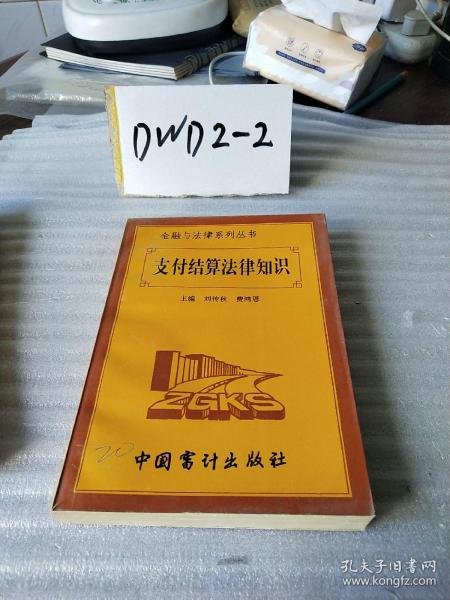 DWD2-2
金融与法律系列丛书
支付结算法律知识
主编 刘传秋 费鸿恩
ZGKS
20
中国审计出版社
孔夫子旧书网
www.kongfz.com